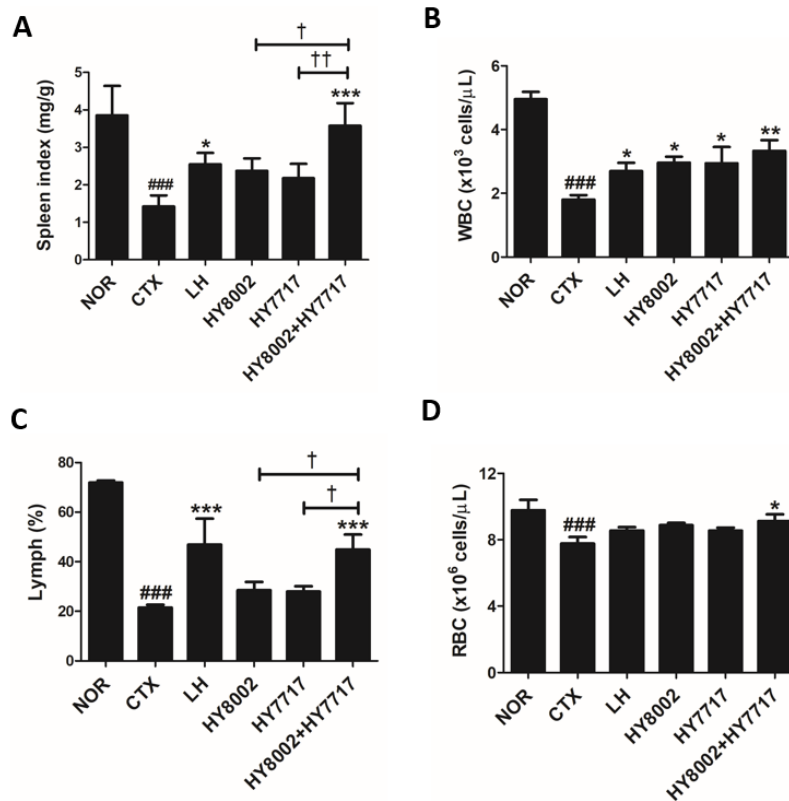 A
Spleen index (mg/g)
5
4
3
2
1
0
###
*
***
†
††
NOR
CTX
LH
HY8002
HY7717
HY8002+HY7717
B
WBC (x10³ cells/μL)
6
4
2
0
###
*
*
*
**
NOR
CTX
LH
HY8002
HY7717
HY8002+HY7717
C
Lymph (%)
80
60
40
20
0
###
***
***
†
†
NOR
CTX
LH
HY8002
HY7717
HY8002+HY7717
D
RBC (x10⁶ cells/μL)
12
9
6
3
0
###
*
NOR
CTX
LH
HY8002
HY7717
HY8002+HY7717